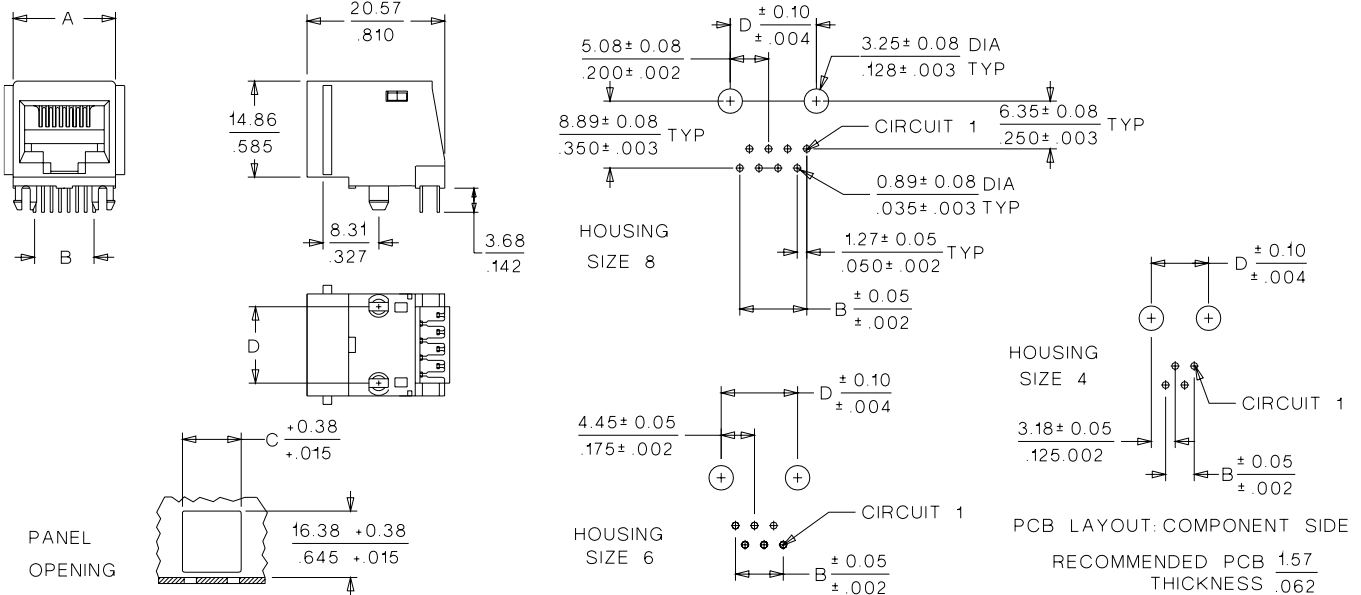 A
20.57
.810
14.86
.585
B
8.31
.327
3.68
.142
D
C +0.38
+.015
PANEL
OPENING
16.38 +0.38
.645 +.015
D ± 0.10
± .004
5.08± 0.08
.200± .002
3.25± 0.08 DIA
.128± .003 TYP
8.89± 0.08 TYP
.350± .003
CIRCUIT 1
6.35± 0.08 TYP
.250± .003
0.89± 0.08 DIA
.035± .003 TYP
HOUSING
SIZE 8
1.27± 0.05 TYP
.050± .002
B ± 0.05
± .002
D ± 0.10
± .004
4.45± 0.05
.175± .002
HOUSING
SIZE 6
CIRCUIT 1
B ± 0.05
± .002
D ± 0.10
± .004
HOUSING
SIZE 4
CIRCUIT 1
3.18± 0.05
.125.002
B ± 0.05
± .002
PCB LAYOUT: COMPONENT SIDE
RECOMMENDED PCB 1.57
THICKNESS .062